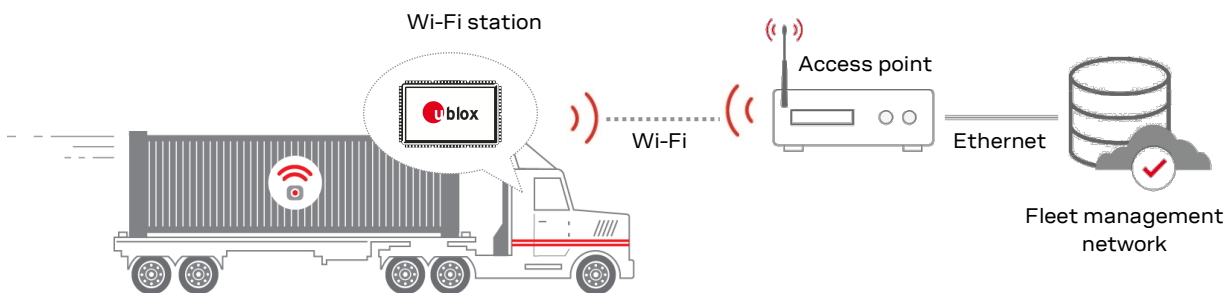 Wi-Fi station
ublox
Access point
Wi-Fi
Ethernet
Fleet management
network